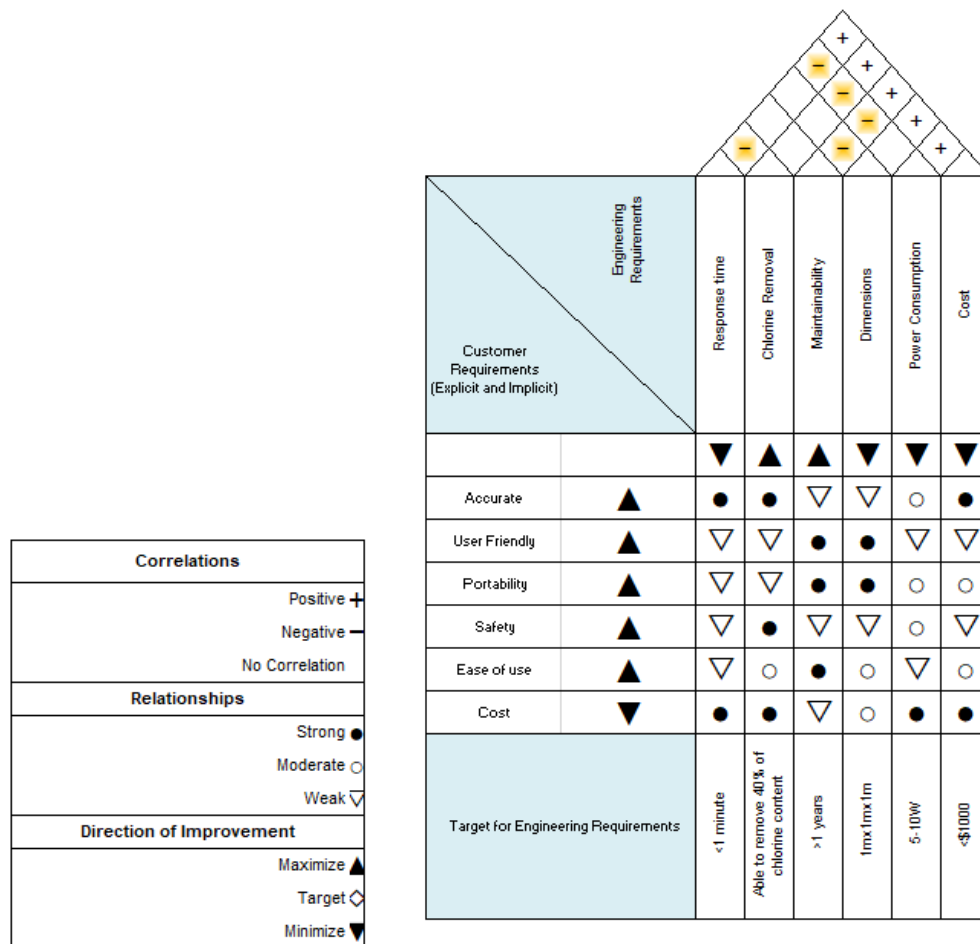 Engineering
Requirements
Customer
Requirements
(Explicit and Implicit)
Response time
Chlorine Removal
Maintainability
Dimensions
Power Consumption
Cost
▼ ▲ ▲ ▼ ▼ ▼
Accurate ▲ ● ● ▽ ▽ ○ ●
User Friendly ▲ ▽ ▽ ● ● ▽ ▽
Portability ▲ ▽ ▽ ● ● ○ ○
Safety ▲ ▽ ● ▽ ▽ ○ ▽
Ease of use ▲ ▽ ○ ● ○ ▽ ○
Cost ▼ ● ● ▽ ○ ● ●
Target for Engineering Requirements
<1 minute
Able to remove 40% of
chlorine content
>1 years
1mx1mx1m
5-10W
<$1000
Correlations
Positive +
Negative −
No Correlation
Relationships
Strong ●
Moderate ○
Weak ▽
Direction of Improvement
Maximize ▲
Target ◇
Minimize ▼